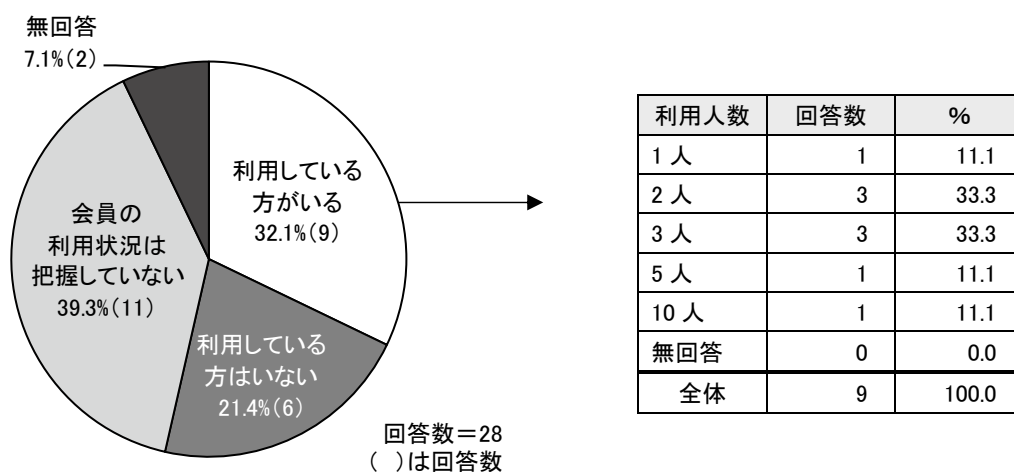 無回答
7.1%(2)
利用している
方がいる
32.1%(9)
会員の
利用状況は
把握していない
39.3%(11)
利用している
方はいない
21.4%(6)
回答数=28
( )は回答数
利用人数 回答数 %
1人 1 11.1
2人 3 33.3
3人 3 33.3
5人 1 11.1
10人 1 11.1
無回答 0 0.0
全体 9 100.0